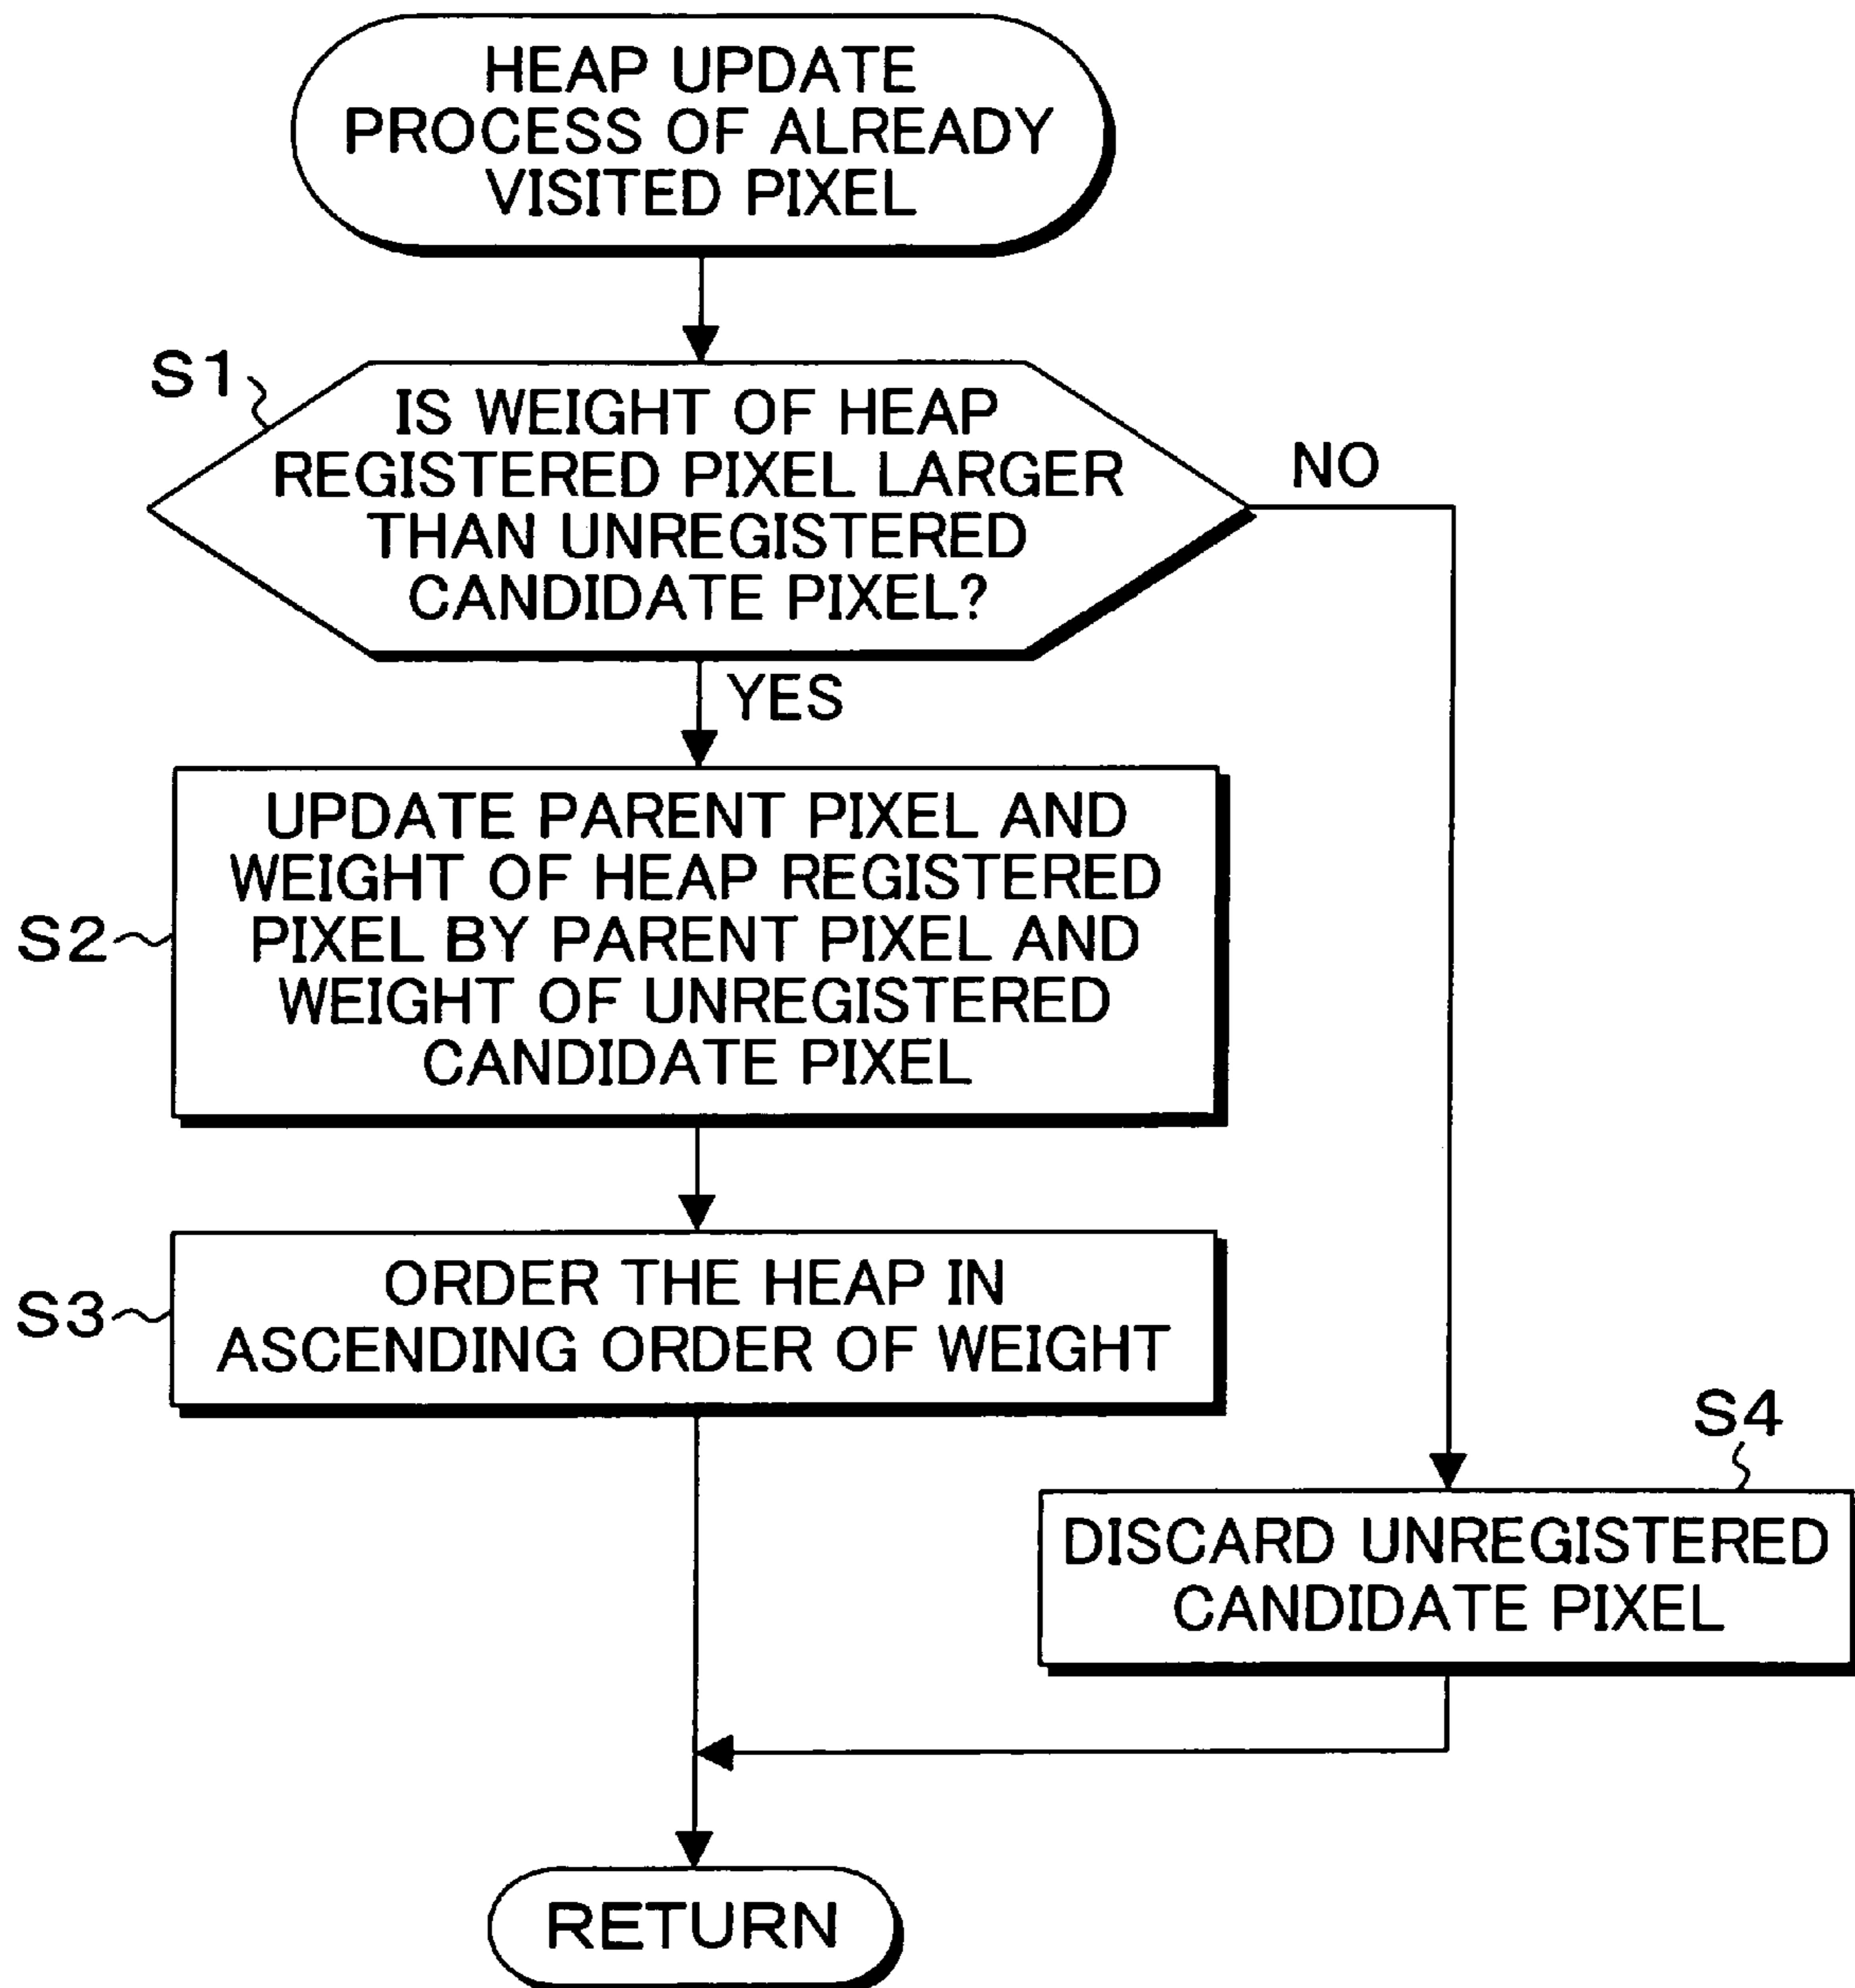 HEAP UPDATE
PROCESS OF ALREADY
VISITED PIXEL
S1
IS WEIGHT OF HEAP
REGISTERED PIXEL LARGER
THAN UNREGISTERED
CANDIDATE PIXEL?
NO
YES
S2
UPDATE PARENT PIXEL AND
WEIGHT OF HEAP REGISTERED
PIXEL BY PARENT PIXEL AND
WEIGHT OF UNREGISTERED
CANDIDATE PIXEL
S3
ORDER THE HEAP IN
ASCENDING ORDER OF WEIGHT
S4
DISCARD UNREGISTERED
CANDIDATE PIXEL
RETURN